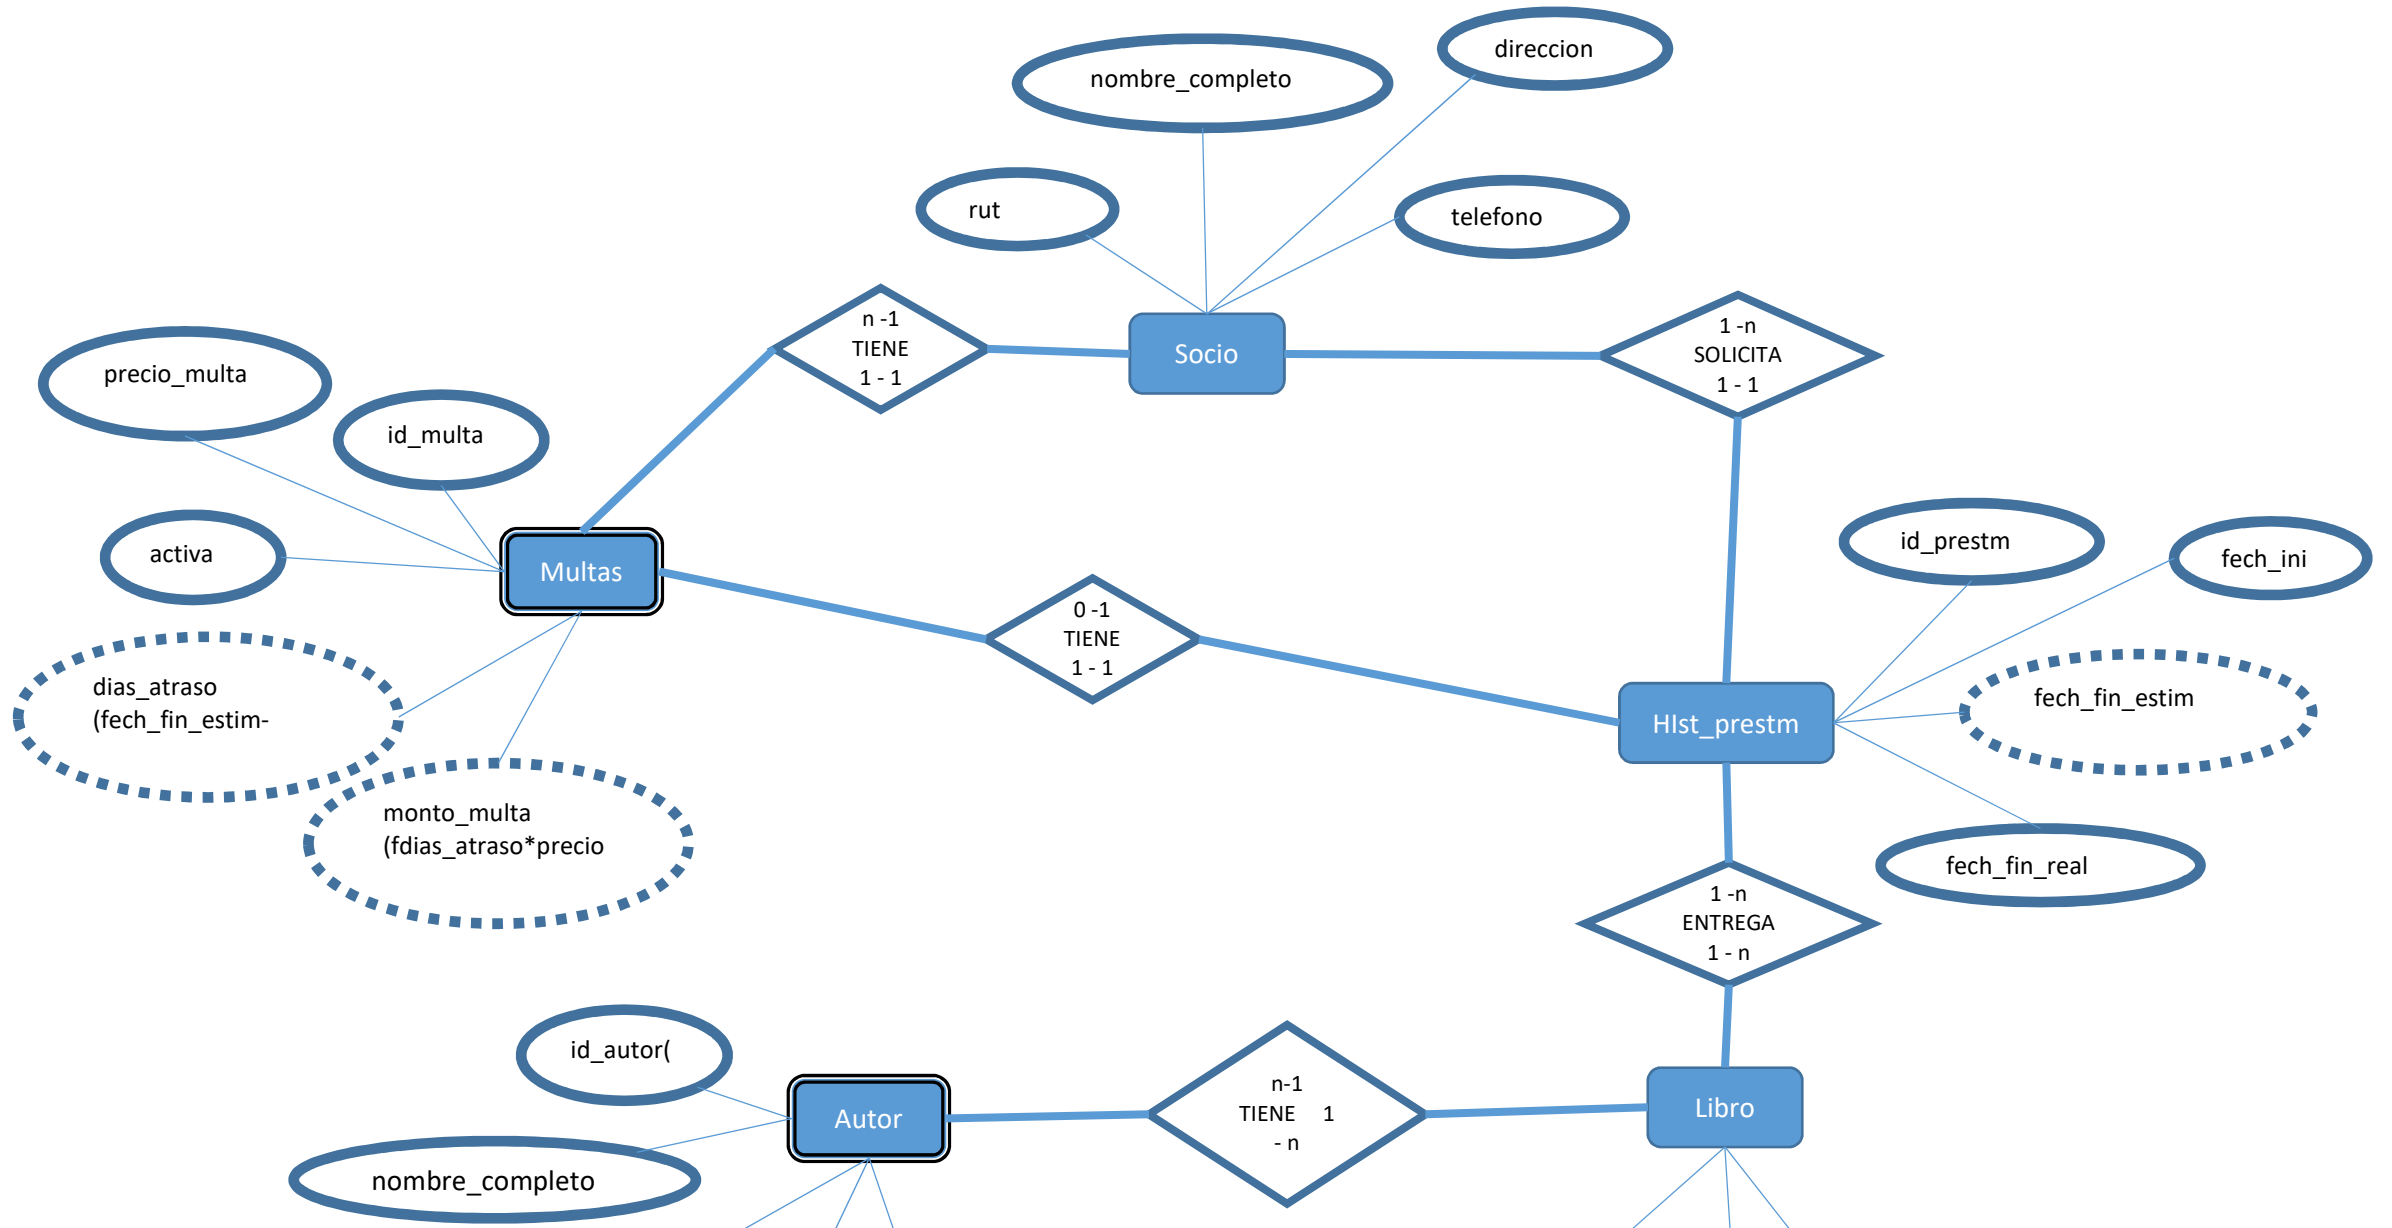 direccion
nombre_completo
rut
telefono
n -1
TIENE
1 - 1
Socio
1 -n
SOLICITA
1 - 1
precio_multa
id_multa
activa
Multas
id_prestm
fech_ini
0 -1
TIENE
1 - 1
dias_atraso
(fech_fin_estim-
fech_fin_estim
HIst_prestm
monto_multa
(fdias_atraso*precio
fech_fin_real
1 -n
ENTREGA
1 - n
id_autor(
n-1
TIENE 1
- n
Autor
Libro
nombre_completo